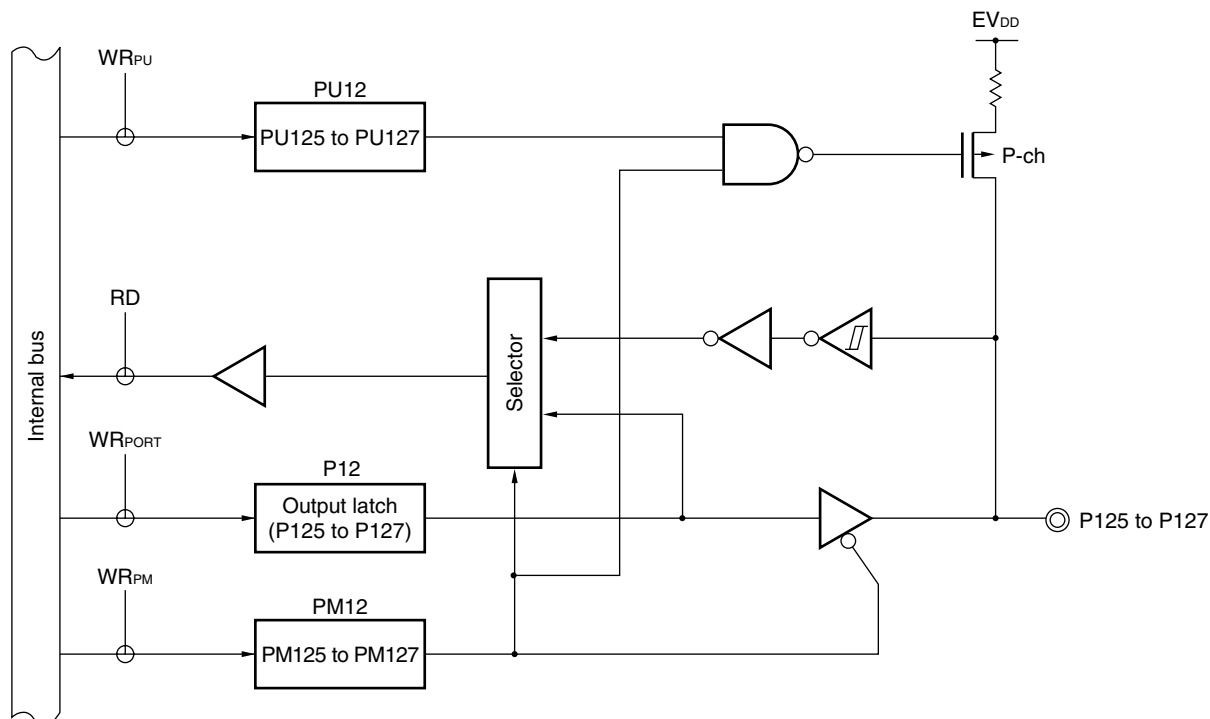 EVDD
WRPU
PU12
PU125 to PU127
P-ch
RD
Selector
Internal bus
WRPORT
P12
Output latch
(P125 to P127)
P125 to P127
WRPM
PM12
PM125 to PM127